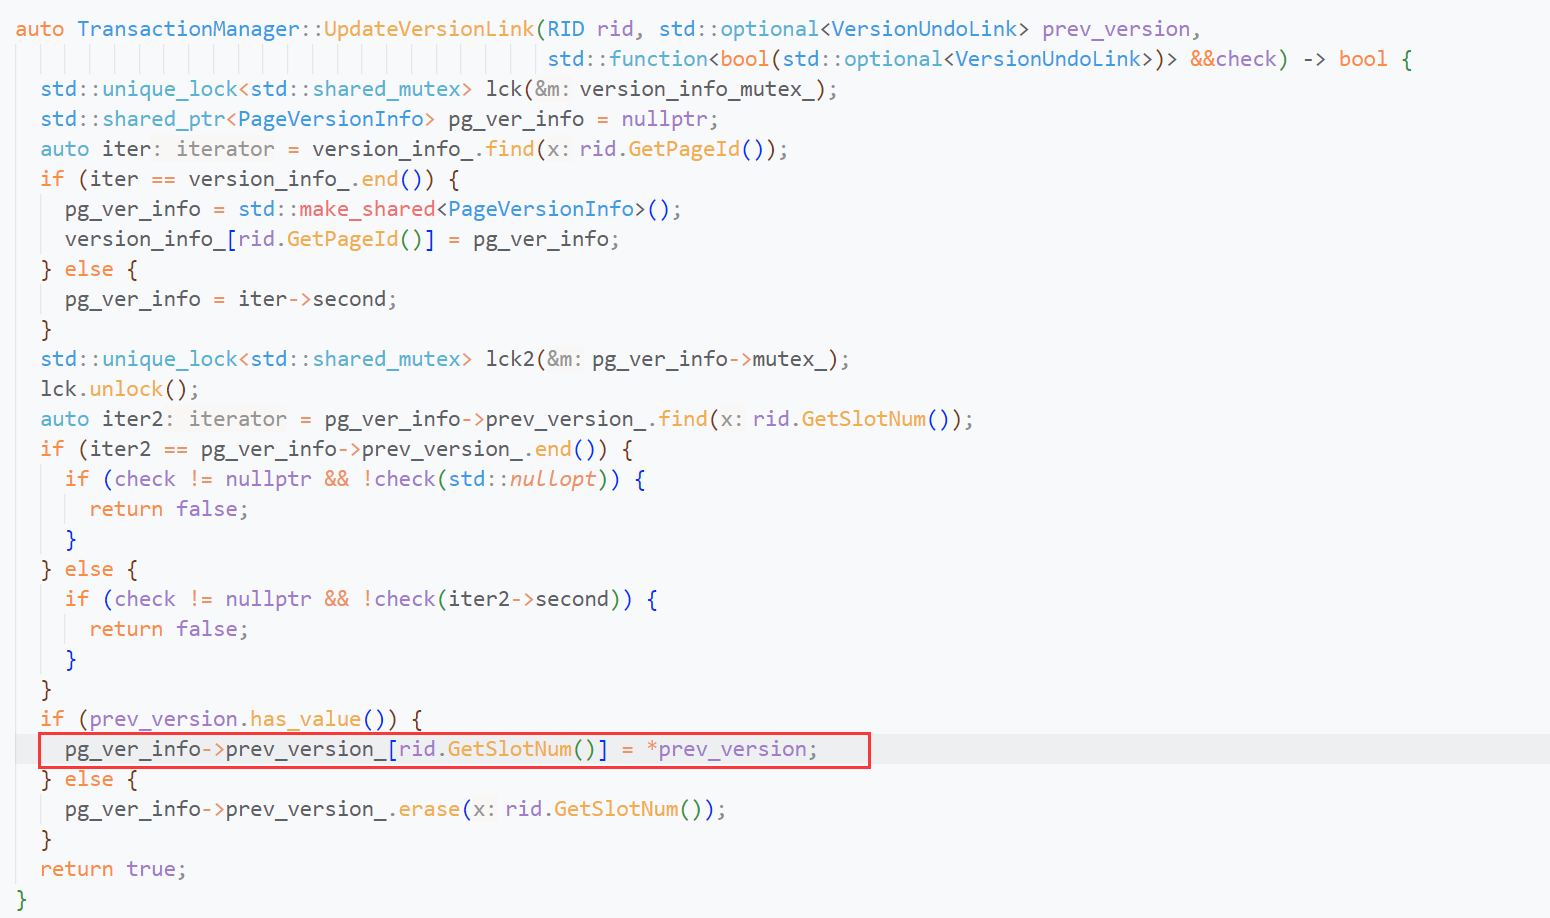 auto TransactionManager::UpdateVersionLink(RID rid, std::optional<VersionUndoLink> prev_version,
                                           std::function<bool(std::optional<VersionUndoLink>)> &&check) -> bool {
  std::unique_lock<std::shared_mutex> lck(&m: version_info_mutex_);
  std::shared_ptr<PageVersionInfo> pg_ver_info = nullptr;
  auto iter: iterator = version_info_.find(x: rid.GetPageId());
  if (iter == version_info_.end()) {
    pg_ver_info = std::make_shared<PageVersionInfo>();
    version_info_[rid.GetPageId()] = pg_ver_info;
  } else {
    pg_ver_info = iter->second;
  }
  std::unique_lock<std::shared_mutex> lck2(&m: pg_ver_info->mutex_);
  lck.unlock();
  auto iter2: iterator = pg_ver_info->prev_version_.find(x: rid.GetSlotNum());
  if (iter2 == pg_ver_info->prev_version_.end()) {
    if (check != nullptr && !check(std::nullopt)) {
      return false;
    }
  } else {
    if (check != nullptr && !check(iter2->second)) {
      return false;
    }
  }
  if (prev_version.has_value()) {
    pg_ver_info->prev_version_[rid.GetSlotNum()] = *prev_version;
  } else {
    pg_ver_info->prev_version_.erase(x: rid.GetSlotNum());
  }
  return true;
}